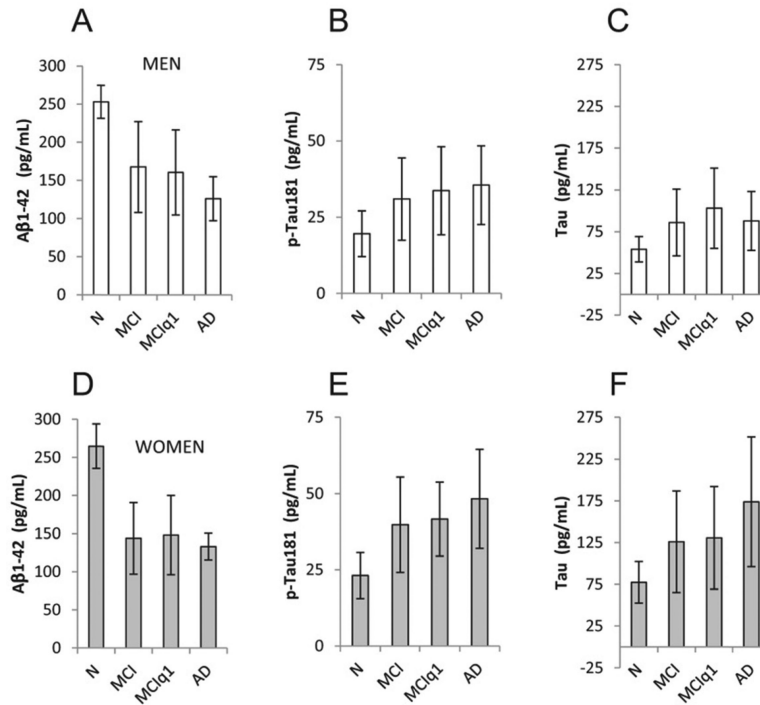 A
MEN
Aβ1-42 (pg/mL)
300
250
200
150
100
50
0
N
MCI
MCIq1
AD
B
p-Tau181 (pg/mL)
75
50
25
0
N
MCI
MCIq1
AD
C
Tau (pg/mL)
275
225
175
125
75
25
-25
N
MCI
MCIq1
AD
D
WOMEN
Aβ1-42 (pg/mL)
300
250
200
150
100
50
0
N
MCI
MCIq1
AD
E
p-Tau181 (pg/mL)
75
50
25
0
N
MCI
MCIq1
AD
F
Tau (pg/mL)
275
225
175
125
75
25
-25
N
MCI
MCIq1
AD